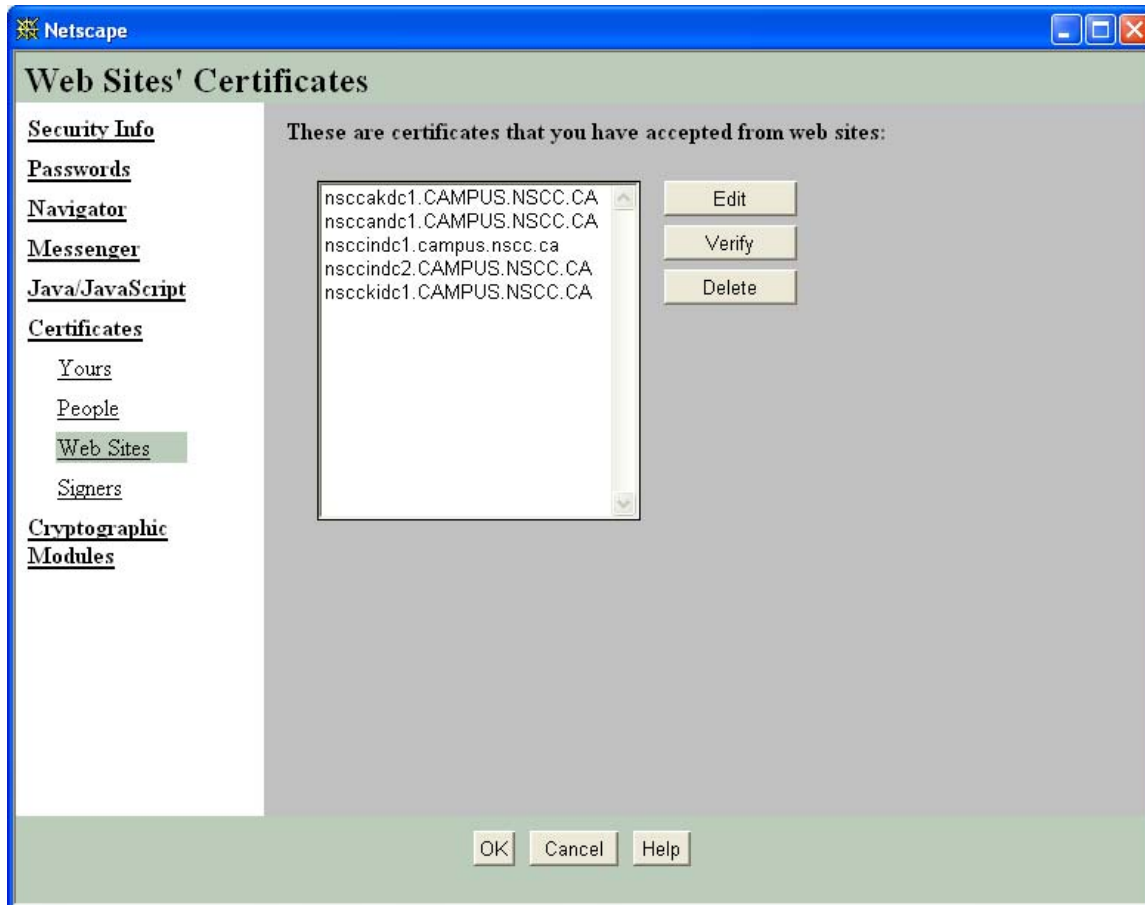 Netscape
Web Sites' Certificates
Security Info
Passwords
Navigator
Messenger
Java/JavaScript
Certificates
Yours
People
Web Sites
Signers
Cryptographic
Modules
These are certificates that you have accepted from web sites:
nsccakdc1.CAMPUS.NSCC.CA
nsccandc1.CAMPUS.NSCC.CA
nsccindc1.campus.nscc.ca
nsccindc2.CAMPUS.NSCC.CA
nscckidc1.CAMPUS.NSCC.CA
Edit
Verify
Delete
OK Cancel Help